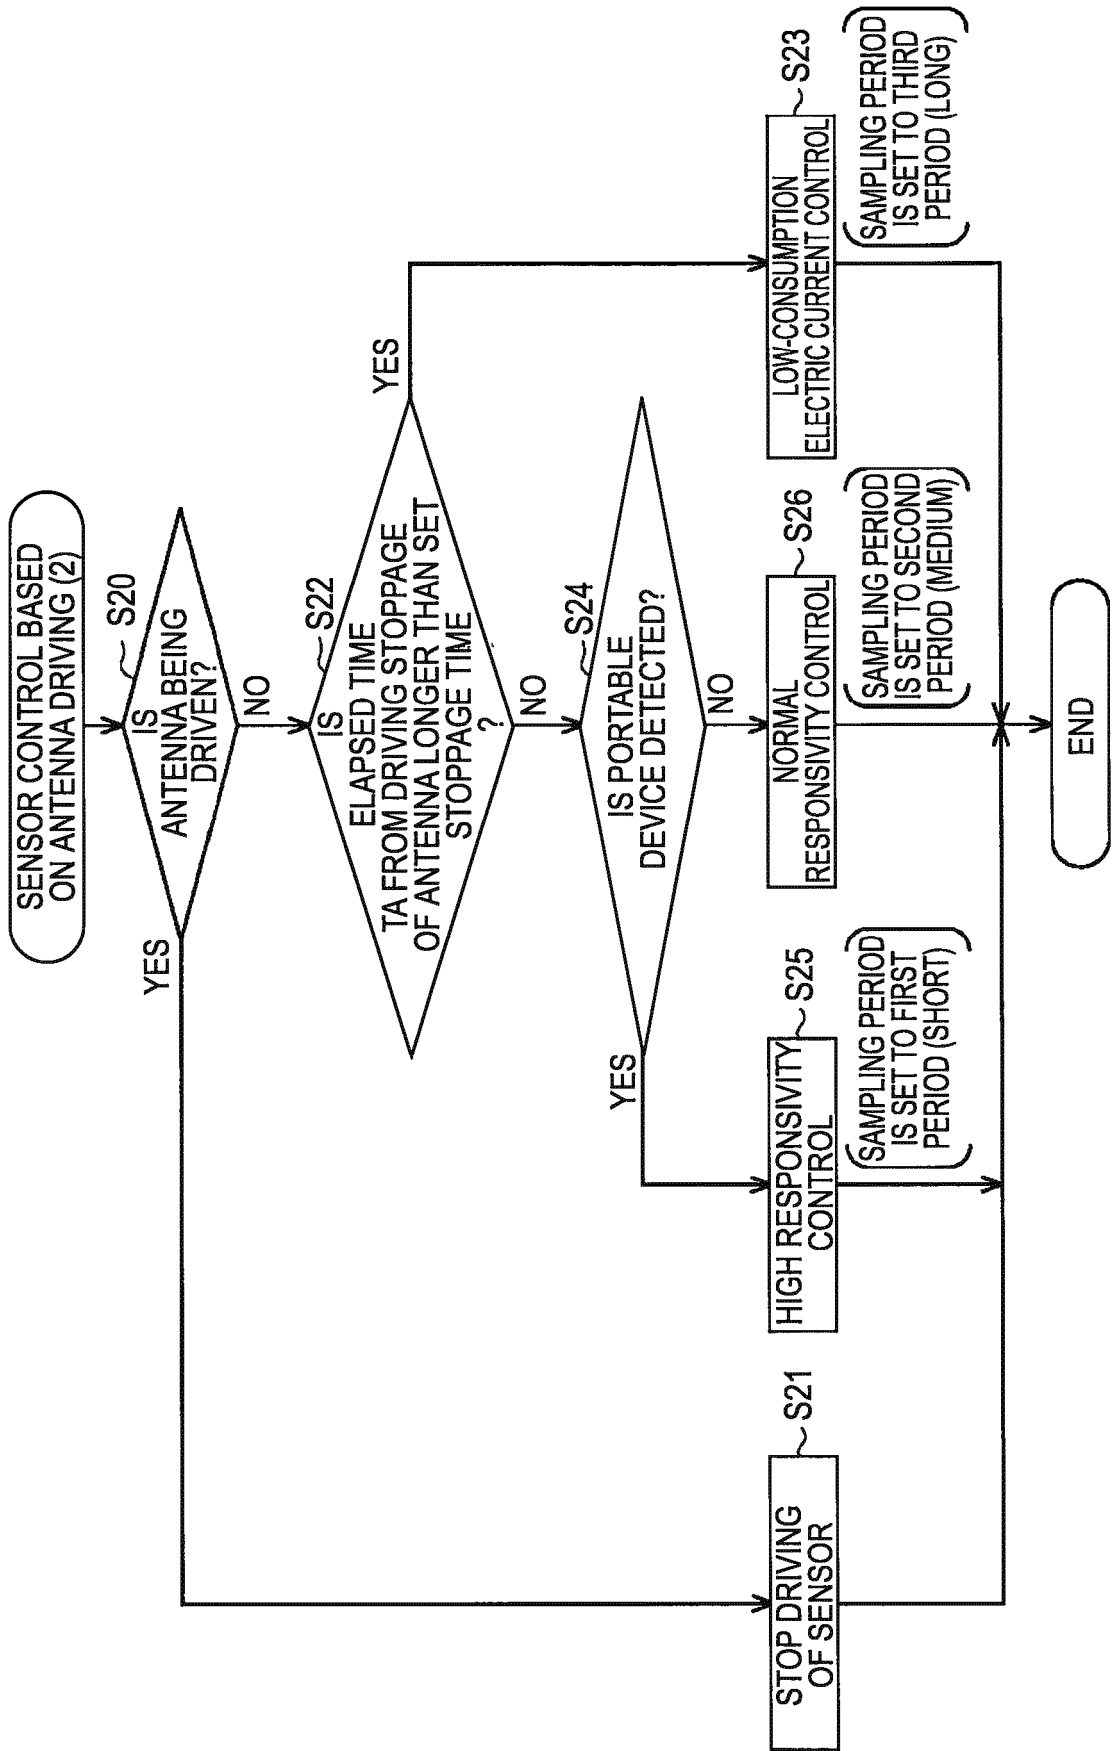 SENSOR CONTROL BASED
ON ANTENNA DRIVING (2)
S20
IS
ANTENNA BEING
DRIVEN?
YES
NO
S22
IS
ELAPSED TIME
TA FROM DRIVING STOPPAGE
OF ANTENNA LONGER THAN SET
STOPPAGE TIME
?
YES
NO
S24
IS PORTABLE
DEVICE DETECTED?
YES
NO
S21
STOP DRIVING
OF SENSOR
S25
HIGH RESPONSIVITY
CONTROL
SAMPLING PERIOD
IS SET TO FIRST
PERIOD (SHORT)
S26
NORMAL
RESPONSIVITY CONTROL
SAMPLING PERIOD
IS SET TO SECOND
PERIOD (MEDIUM)
S23
LOW-CONSUMPTION
ELECTRIC CURRENT CONTROL
SAMPLING PERIOD
IS SET TO THIRD
PERIOD (LONG)
END